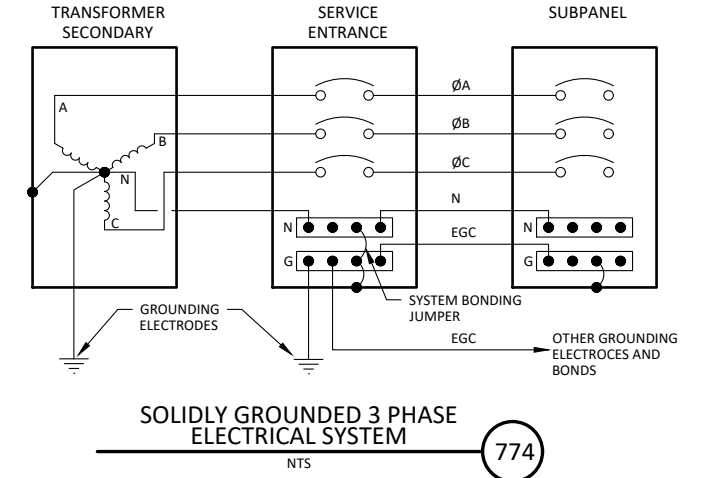 TRANSFORMER
SECONDARY
SERVICE
ENTRANCE
SUBPANEL
A
B
N
C
ØA
ØB
ØC
N
EGC
N
G
N
G
GROUNDING
ELECTRODES
SYSTEM BONDING
JUMPER
EGC
OTHER GROUNDING
ELECTROCES AND
BONDS
SOLIDLY GROUNDED 3 PHASE
ELECTRICAL SYSTEM
NTS
774